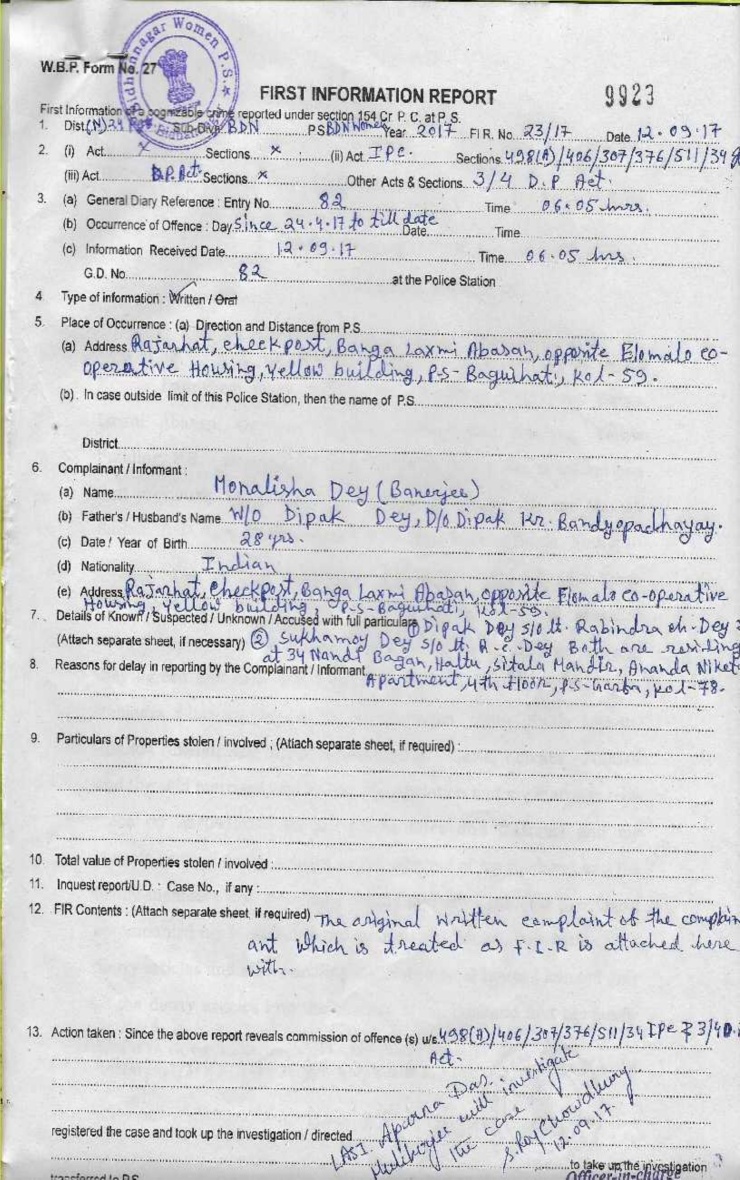 Bidhannagar Women P.S.
W.B.P. Form No. 27
FIRST INFORMATION REPORT 9923
First Information of a cognizable crime reported under section 154 Cr. P. C. at P. S.
1. Dist (N) Sub-Divn. BDN PS BDN Women Year 2017 FIR. No. 23/17 Date 12.09.17
2. (i) Act x Sections x (ii) Act IPC. Sections 498(A)/406/307/376/511/34
(iii) Act D.P. Act. Sections x Other Acts & Sections 3/4 D.P Act.
3. (a) General Diary Reference : Entry No. 82 Time 06.05 hrs.
(b) Occurrence of Offence : Day Since 24.4.17 to till date Date Time
(c) Information Received Date 12.09.17 Time 06.05 hrs.
G.D. No. 82 at the Police Station
4 Type of information : Written / Oral
5. Place of Occurrence : (a) Direction and Distance from P.S.
(a) Address Rajarhat, checkpost, Banga Laxmi Abasan, opposite Elomalo co-
operative Housing, yellow building, P.S- Baguihati, Kol-59.
(b). In case outside limit of this Police Station, then the name of P.S.
District
6. Complainant / Informant :
(a) Name Monalisha Dey (Banerjee)
(b) Father's / Husband's Name W/O Dipak Dey, D/o Dipak Kr. Bandyopadhayay.
(c) Date / Year of Birth 28 yrs.
(d) Nationality Indian
(e) Address Rajarhat, Checkpost, Banga Laxmi Abasan, opposite Elomalo co-operative
Housing, yellow building, P-S-Baguihati, Kol-59.
7. Details of Known / Suspected / Unknown / Accused with full particulars ① Dipak Dey s/o lt. Rabindra ch. Dey
(Attach separate sheet, if necessary) ② Sukhamoy Dey s/o lt. R.c. Dey Both are residing
at 34 Nandi Bagan, Haltu, Sitala Mandir, Ananda Niket
8. Reasons for delay in reporting by the Complainant / Informant Apartment, 4th floor, P.S-Garfa, Kol-78.
9. Particulars of Properties stolen / involved ; (Attach separate sheet, if required) :
10. Total value of Properties stolen / involved :
11. Inquest report/U.D. : Case No., if any :
12. FIR Contents : (Attach separate sheet, if required) The original written complaint of the complain
ant which is treated as F.I.R is attached here
with.
13. Action taken : Since the above report reveals commission of offence (s) u/s. 498(A)/406/307/376/511/34 IPC & 3/4 D.
Act.
LASI. Aparna Das
Mukherjee will investigate
the case
registered the case and took up the investigation / directed
S. Roy Chowdhury
12.09.17.
to take up the investigation
Officer-in-charge
transferred to P.S.